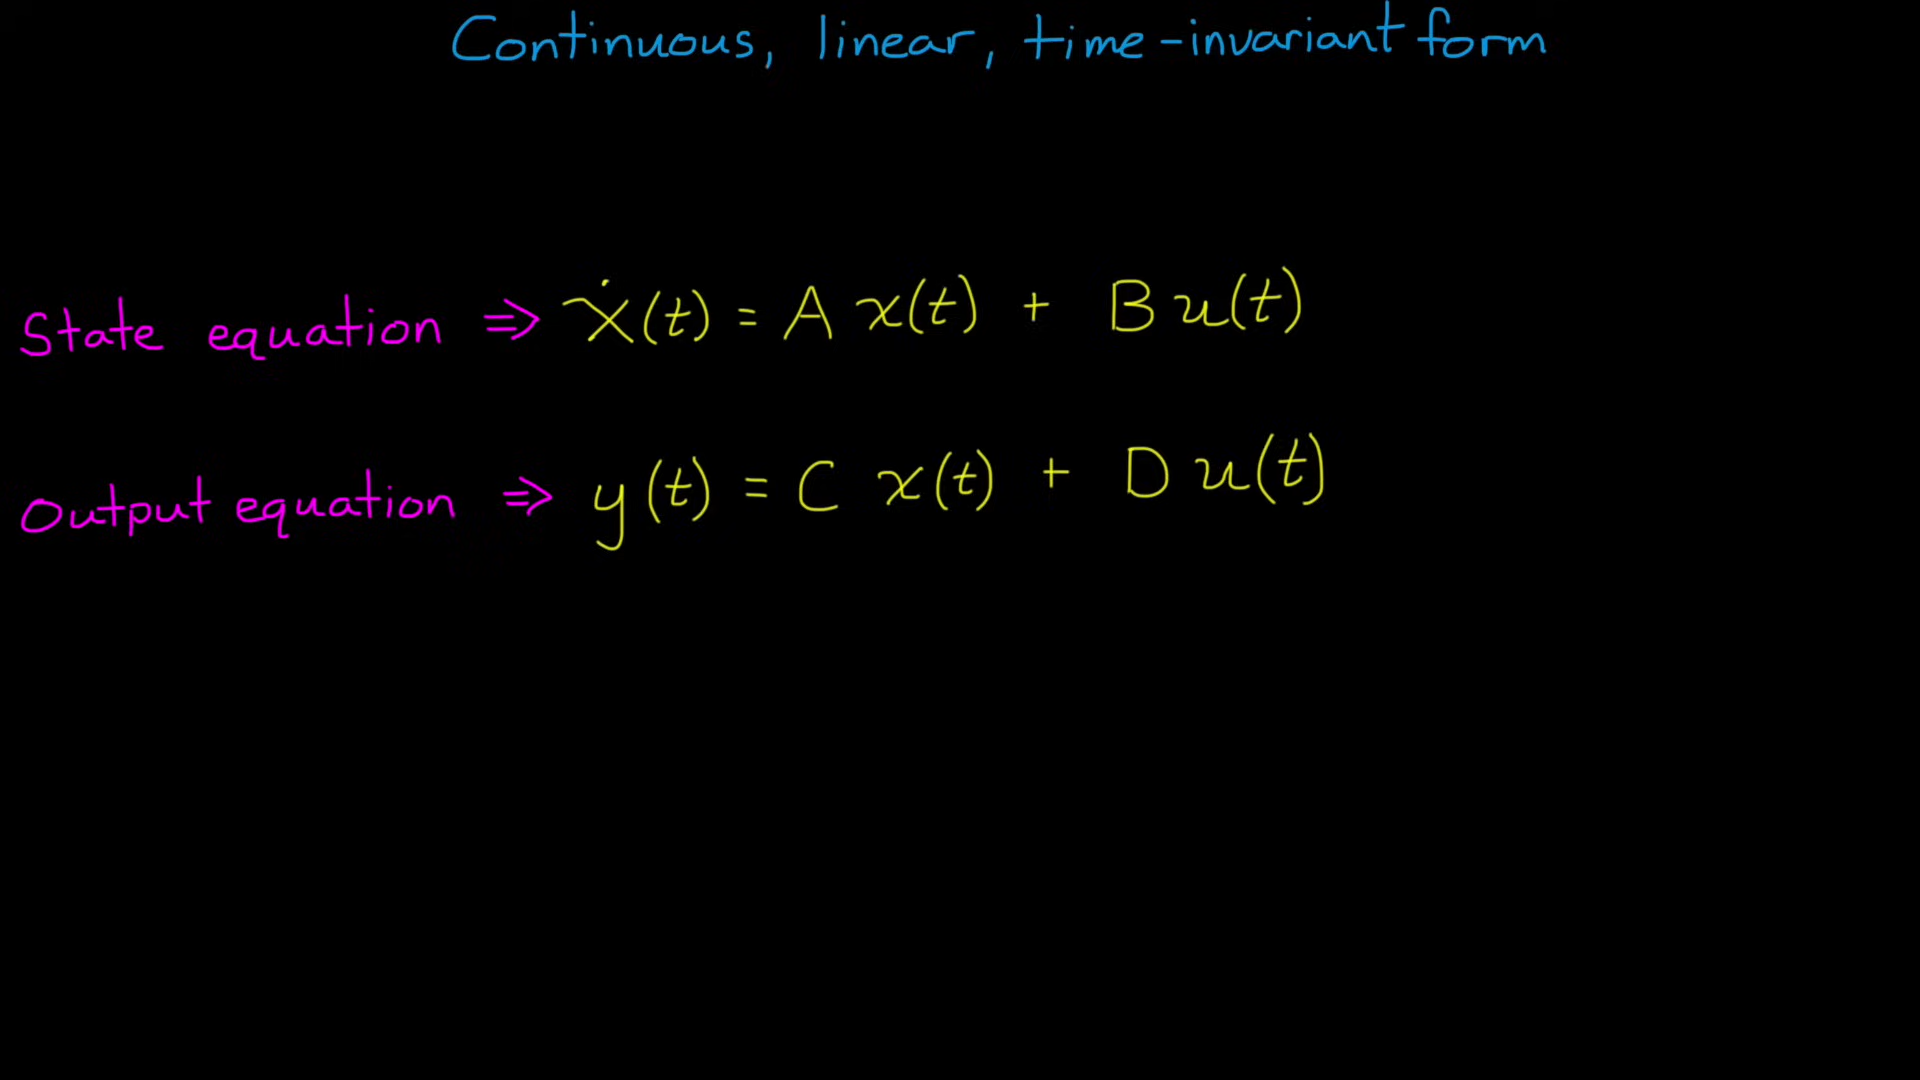 Continuous, linear, time-invariant form
State equation ⇒ ẋ(t) = A x(t) + B u(t)
Output equation ⇒ y(t) = C x(t) + D u(t)